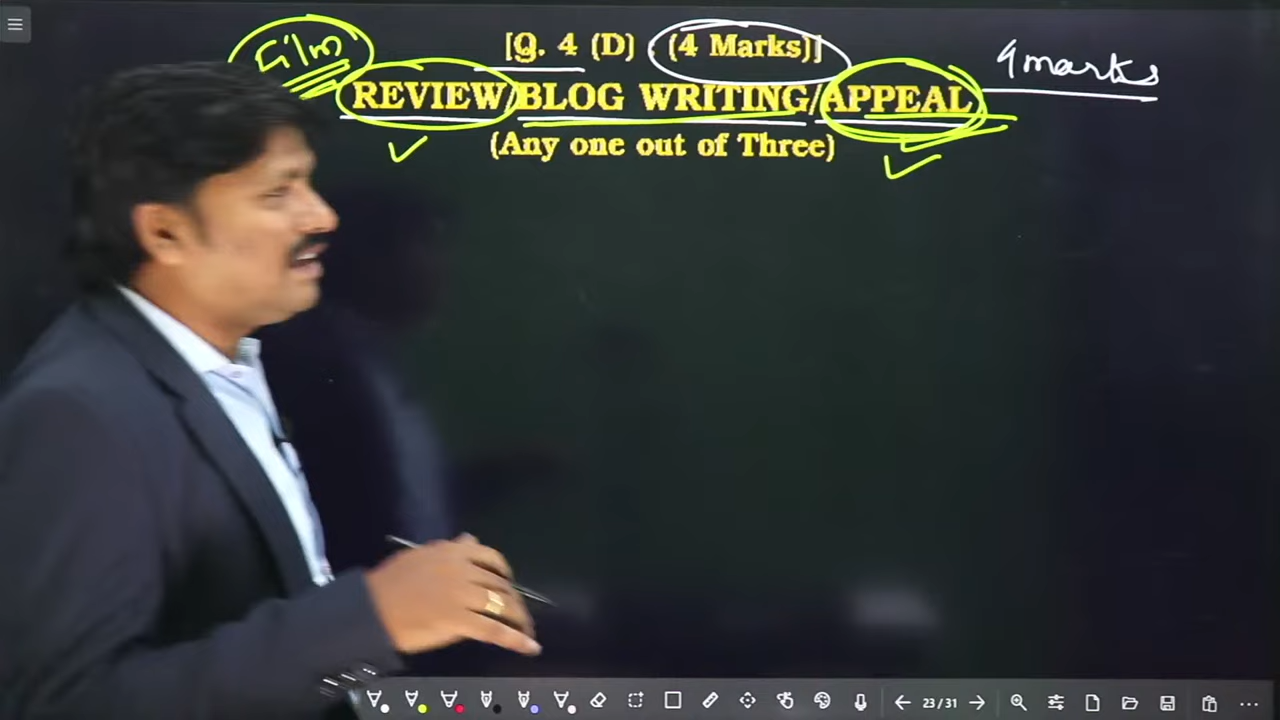 Film
[Q. 4 (D) (4 Marks)]
4 marks
REVIEW/BLOG WRITING/APPEAL
(Any one out of Three)
23/31